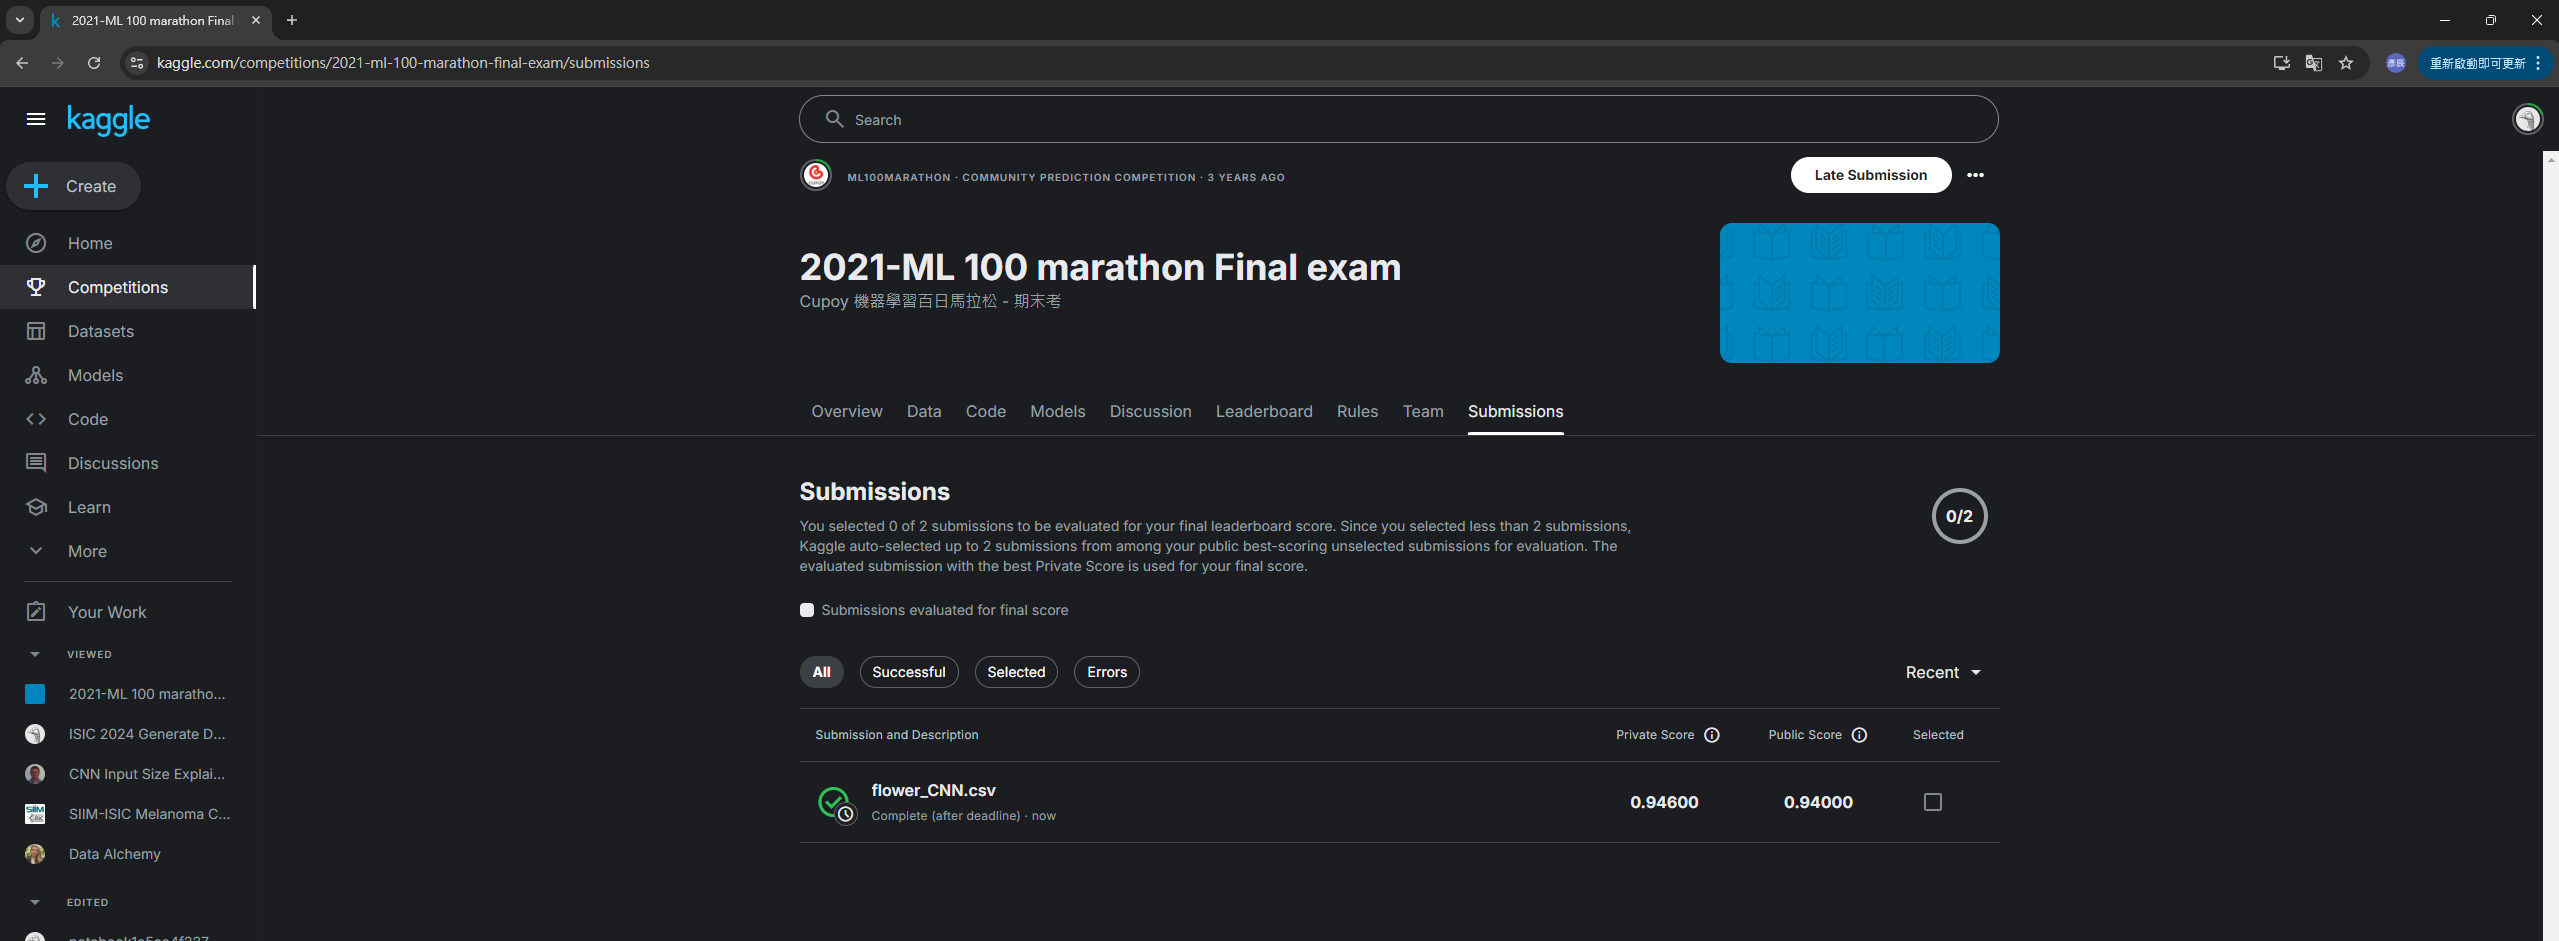 2021-ML 100 marathon Final
kaggle.com/competitions/2021-ml-100-marathon-final-exam/submissions
彥辰
重新啟動即可更新
kaggle
Search
Create
Home
Competitions
Datasets
Models
Code
Discussions
Learn
More
Your Work
VIEWED
2021-ML 100 maratho...
ISIC 2024 Generate D...
CNN Input Size Explai...
SIIM-ISIC Melanoma C...
Data Alchemy
EDITED
ML100MARATHON · COMMUNITY PREDICTION COMPETITION · 3 YEARS AGO
Late Submission
2021-ML 100 marathon Final exam
Cupoy 機器學習百日馬拉松 - 期末考
Overview Data Code Models Discussion Leaderboard Rules Team Submissions
Submissions
You selected 0 of 2 submissions to be evaluated for your final leaderboard score. Since you selected less than 2 submissions,
Kaggle auto-selected up to 2 submissions from among your public best-scoring unselected submissions for evaluation. The
evaluated submission with the best Private Score is used for your final score.
0/2
Submissions evaluated for final score
All Successful Selected Errors Recent
Submission and Description Private Score Public Score Selected
flower_CNN.csv
Complete (after deadline) · now
0.94600 0.94000